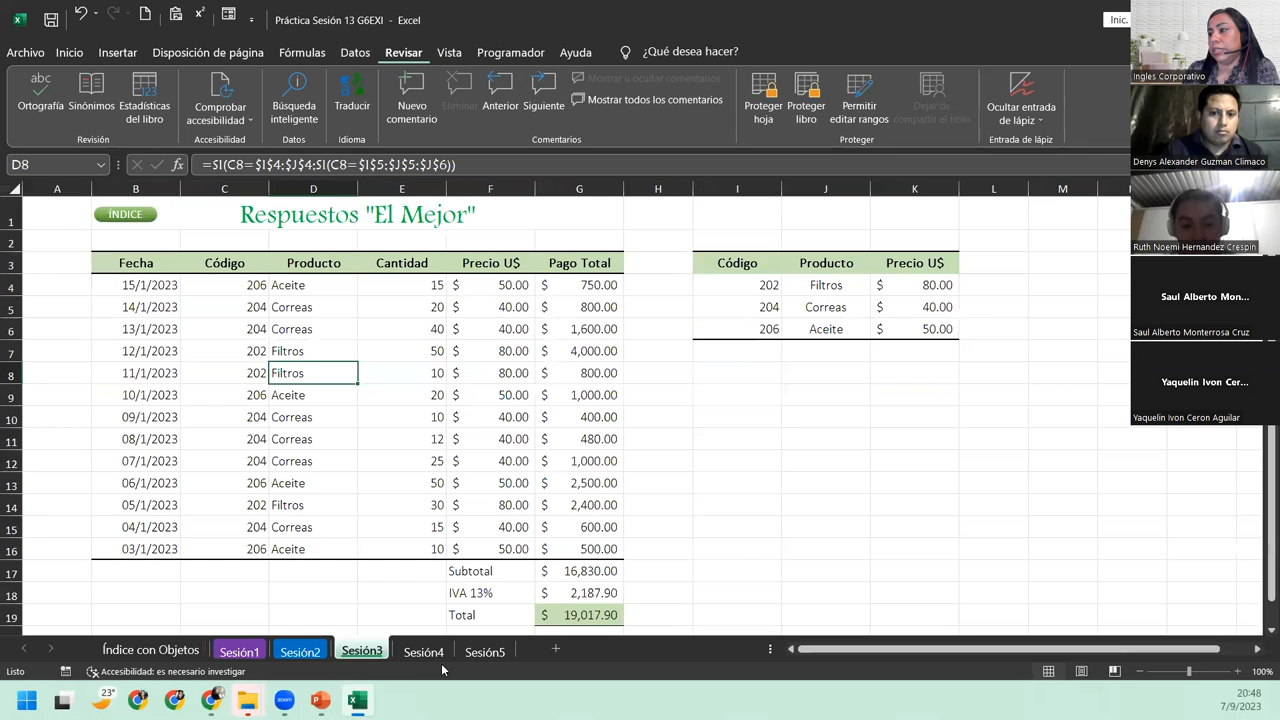 Práctica Sesión 13 G6EXI - Excel
Inic.
Archivo Inicio Insertar Disposición de página Fórmulas Datos Revisar Vista Programador Ayuda ¿Qué desea hacer?
abc
Ortografía Sinónimos Estadísticas del libro
Comprobar accesibilidad
Búsqueda inteligente
Traducir
Nuevo comentario
Eliminar Anterior Siguiente
Mostrar u ocultar comentarios
Mostrar todos los comentarios
Proteger hoja
Proteger libro
Permitir editar rangos
Dejar de compartir el libro
Ocultar entrada de lápiz
Revisión Accesibilidad Datos Idioma Comentarios Proteger Entrada de lápiz
D8 fx =SI(C8=$I$4;$J$4;SI(C8=$I$5;$J$5;$J$6))
A B C D E F G H I J K L M
1 ÍNDICE Respuestos "El Mejor"
2
3 Fecha Código Producto Cantidad Precio U$ Pago Total Código Producto Precio U$
4 15/1/2023 206 Aceite 15 $ 50.00 $ 750.00 202 Filtros $ 80.00
5 14/1/2023 204 Correas 20 $ 40.00 $ 800.00 204 Correas $ 40.00
6 13/1/2023 204 Correas 40 $ 40.00 $ 1,600.00 206 Aceite $ 50.00
7 12/1/2023 202 Filtros 50 $ 80.00 $ 4,000.00
8 11/1/2023 202 Filtros 10 $ 80.00 $ 800.00
9 10/1/2023 206 Aceite 20 $ 50.00 $ 1,000.00
10 09/1/2023 204 Correas 10 $ 40.00 $ 400.00
11 08/1/2023 204 Correas 12 $ 40.00 $ 480.00
12 07/1/2023 204 Correas 25 $ 40.00 $ 1,000.00
13 06/1/2023 206 Aceite 50 $ 50.00 $ 2,500.00
14 05/1/2023 202 Filtros 30 $ 80.00 $ 2,400.00
15 04/1/2023 204 Correas 15 $ 40.00 $ 600.00
16 03/1/2023 206 Aceite 10 $ 50.00 $ 500.00
17 Subtotal $ 16,830.00
18 IVA 13% $ 2,187.90
19 Total $ 19,017.90
Índice con Objetos Sesión1 Sesión2 Sesión3 Sesión4 Sesión5
Listo Accesibilidad: es necesario investigar 100%
23° zoom
20:48
7/9/2023
Ingles Corporativo
Denys Alexander Guzman Climaco
Ruth Noemi Hernandez Crespin
Saul Alberto Mon...
Saul Alberto Monterrosa Cruz
Yaquelin Ivon Cer...
Yaquelin Ivon Ceron Aguilar